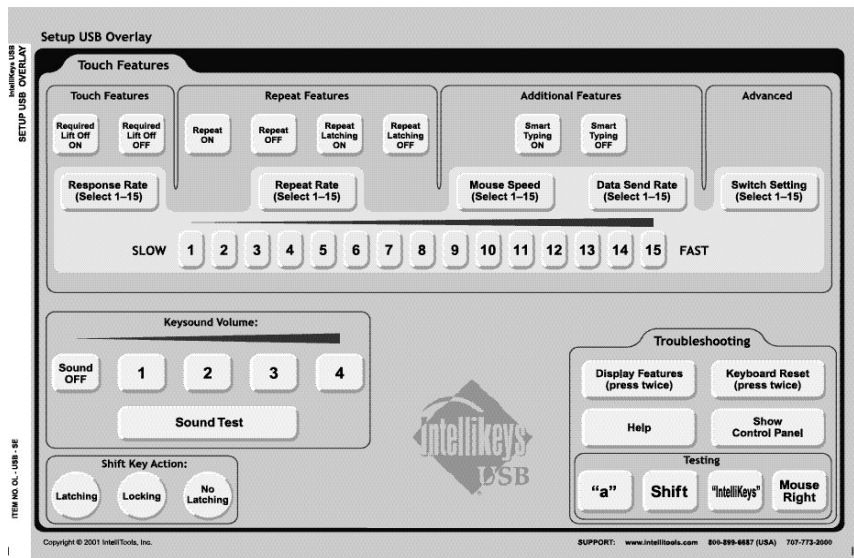 Setup USB Overlay
IntelliKeys USB
SETUP USB OVERLAY
Touch Features
Touch Features
Repeat Features
Additional Features
Advanced
Required
Lift Off
ON
Required
Lift Off
OFF
Repeat
ON
Repeat
OFF
Repeat
Latching
ON
Repeat
Latching
OFF
Smart
Typing
ON
Smart
Typing
OFF
Response Rate
(Select 1–15)
Repeat Rate
(Select 1–15)
Mouse Speed
(Select 1–15)
Data Send Rate
(Select 1–15)
Switch Setting
(Select 1–15)
SLOW 1 2 3 4 5 6 7 8 9 10 11 12 13 14 15 FAST
Keysound Volume:
Sound
OFF
1 2 3 4
Sound Test
Shift Key Action:
Latching
Locking
No
Latching
intellikeys
USB
Troubleshooting
Display Features
(press twice)
Keyboard Reset
(press twice)
Help
Show
Control Panel
Testing
“a”
Shift
“IntelliKeys”
Mouse
Right
ITEM NO. OL - USB - SE
Copyright © 2001 IntelliTools, Inc.
SUPPORT: www.intellitools.com 800-899-6687 (USA) 707-773-2000